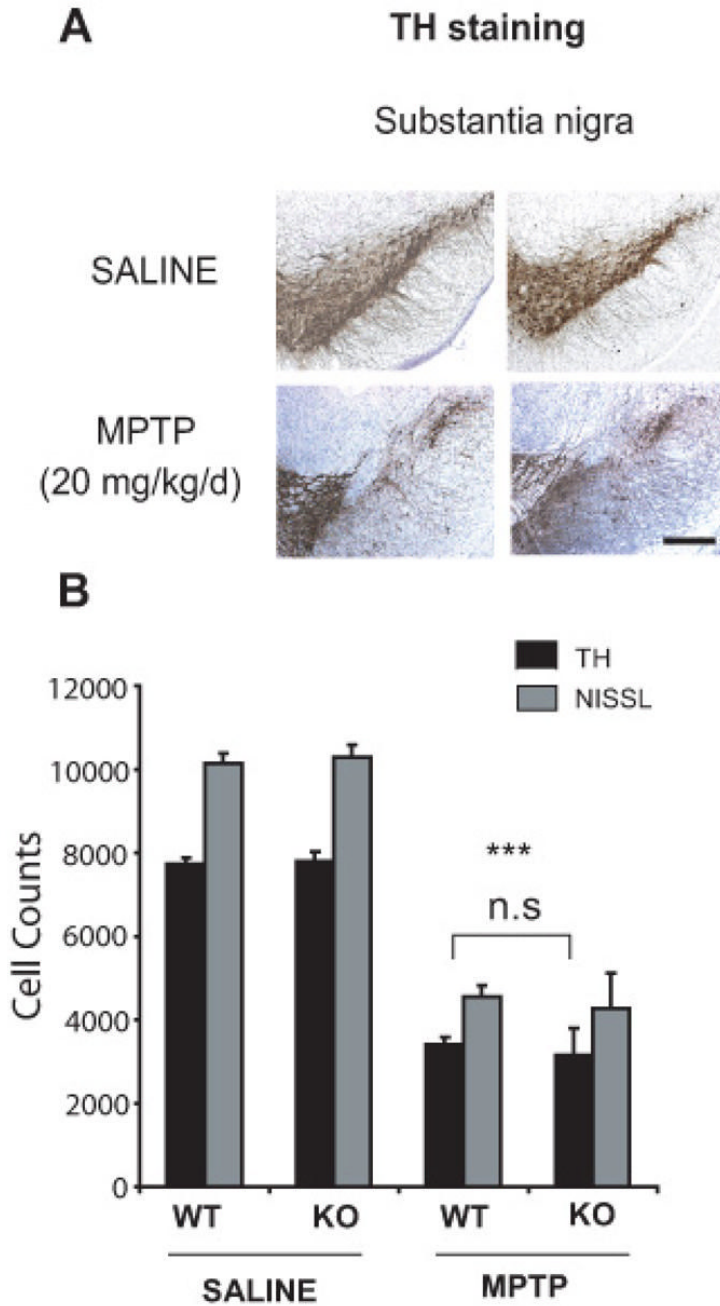 A
TH staining
Substantia nigra
SALINE
MPTP
(20 mg/kg/d)
B
TH
NISSL
12000
10000
8000
6000
4000
2000
0
Cell Counts
***
n.s
WT
KO
WT
KO
SALINE
MPTP